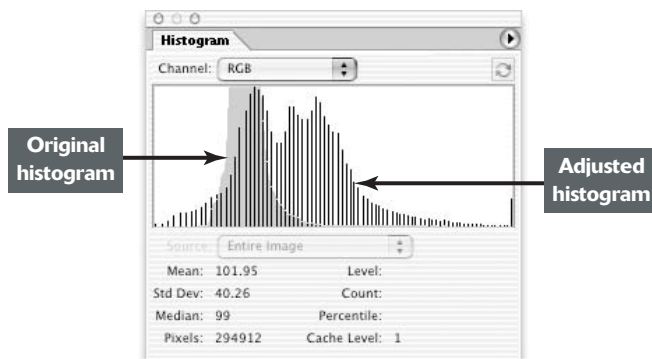 Histogram
Channel: RGB
Original histogram
Adjusted histogram
Source: Entire Image
Mean: 101.95 Level:
Std Dev: 40.26 Count:
Median: 99 Percentile:
Pixels: 294912 Cache Level: 1